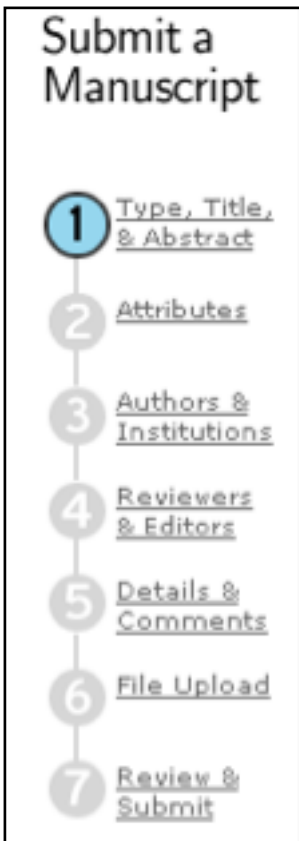 Submit a
Manuscript
1 Type, Title,
& Abstract
2 Attributes
3 Authors &
Institutions
4 Reviewers
& Editors
5 Details &
Comments
6 File Upload
7 Review &
Submit